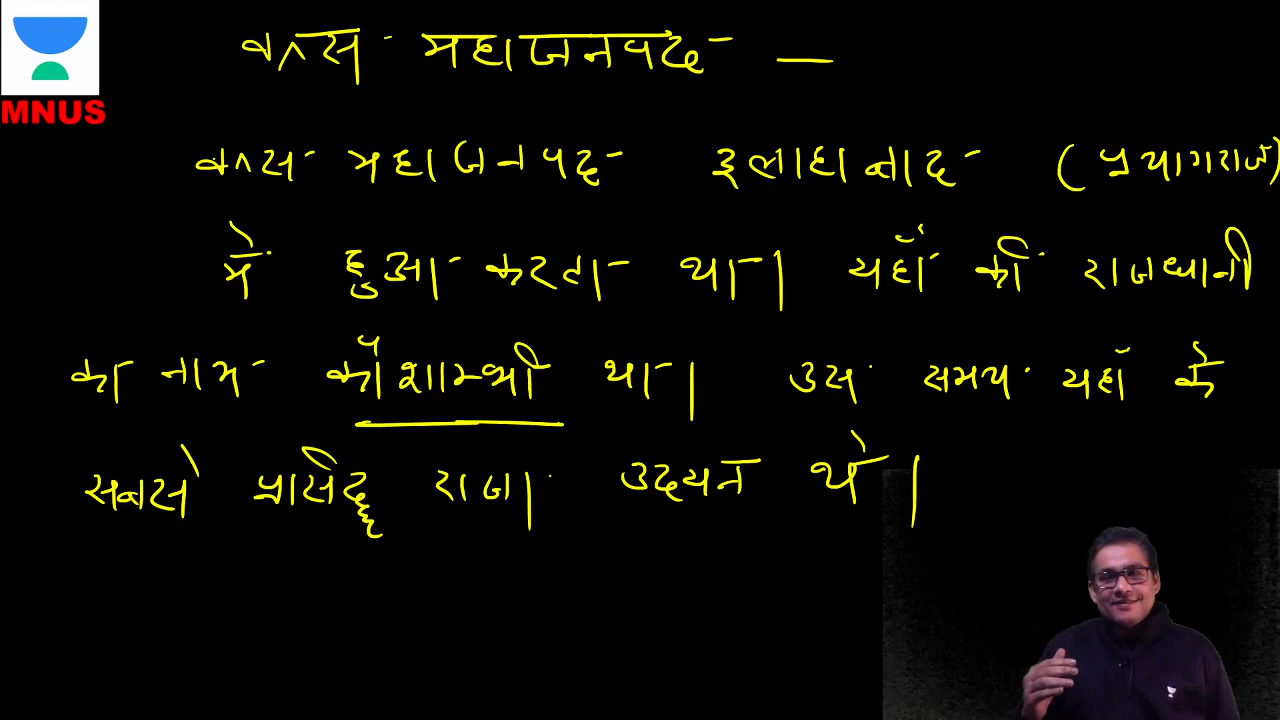 MNUS
वत्स महाजनपद —
वत्स महाजनपद इलाहाबाद (प्रयागराज)
में हुआ करता था। यहाँ की राजधानी
का नाम कौशाम्बी था। उस समय यहाँ के
सबसे प्रसिद्ध राजा उदयन थे।